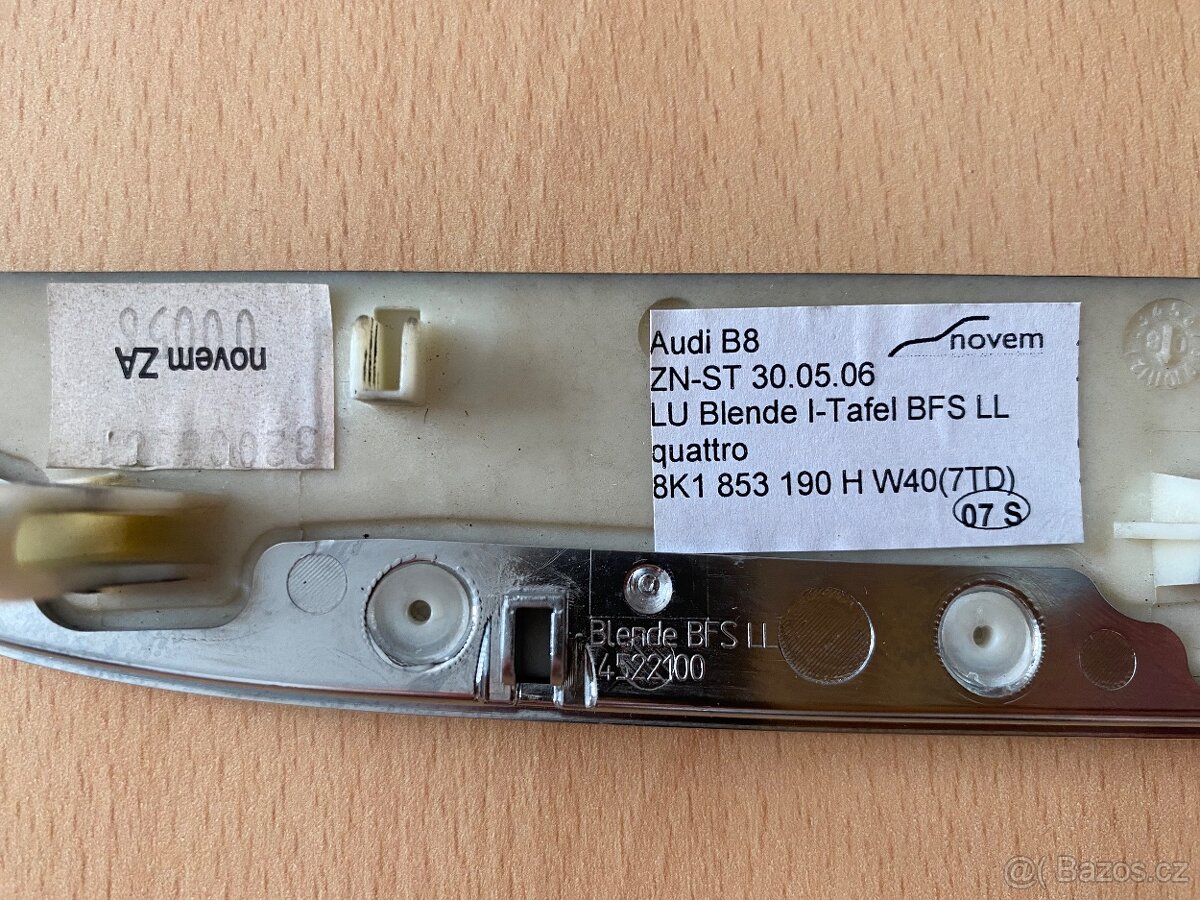 novem ZA
Audi B8
novem
ZN-ST 30.05.06
LU Blende I-Tafel BFS LL
quattro
8K1 853 190 H W40(7TD)
07 S
Blende BFS LL
4522100
Bazos.cz